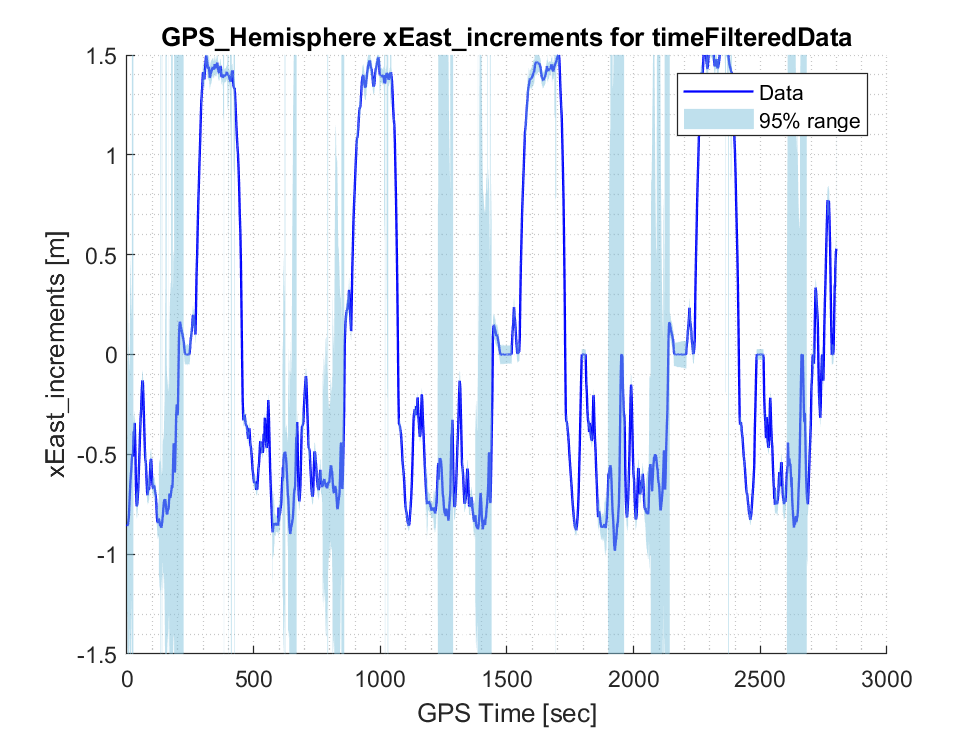 GPS_Hemisphere xEast_increments for timeFilteredData
Data
95% range
xEast_increments [m]
1.5
1
0.5
0
-0.5
-1
-1.5
0 500 1000 1500 2000 2500 3000
GPS Time [sec]